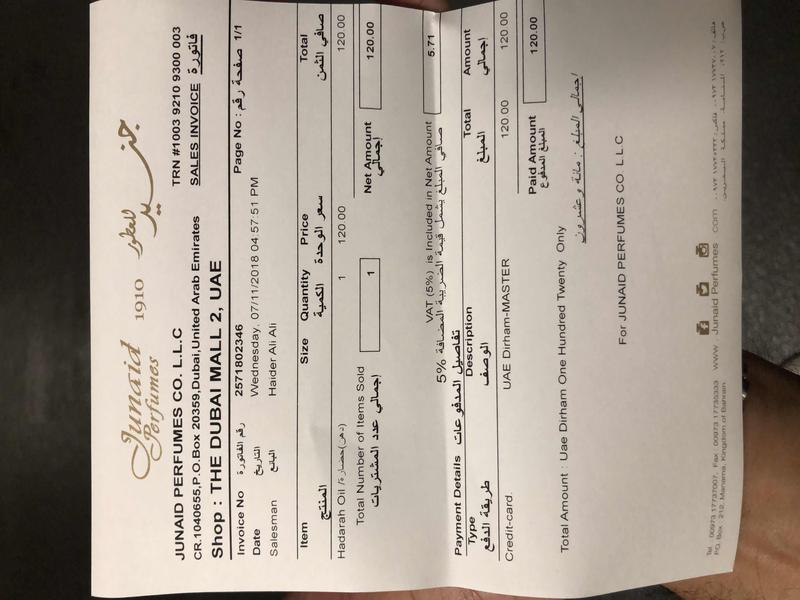 Junaid Perfumes 1910 جنيد للعطور
JUNAID PERFUMES CO. L.L.C TRN #1003 9210 9300 003
CR.1040655,P.O.Box 20359,Dubai,United Arab Emirates SALES INVOICE فاتورة
Shop : THE DUBAI MALL 2, UAE
Invoice No رقم الفاتورة 2571802346 Page No : صفحة رقم 1/1
Date التاريخ Wednesday, 07/11/2018 04:57:51 PM
Salesman البائع Haider Ali Ali
Item Size Quantity Price Total
المنتج الكمية سعر الوحدة صافي الثمن
Hadarah Oil /حضارة (دهن) 1 120.00 120.00
Total Number of Items Sold 1 Net Amount 120.00
إجمالي عدد المشتريات إجمالي
VAT (5%) is Included in Net Amount 5.71
صافي المبلغ يشمل قيمة الضريبة المضافة 5%
Payment Details تفاصيل المدفوعات
Type Description Total Amount
طريقة الدفع الوصف المبلغ إجمالي
Credit-card. UAE Dirham-MASTER 120.00 120.00
Paid Amount 120.00
المبلغ المدفوع
Total Amount : Uae Dirham One Hundred Twenty Only إجمالي المبلغ : مائة و عشرون
For JUNAID PERFUMES CO. L.L.C
www Junaid Perfumes com
Tel : 00973 17737007, Fax : 00973 17730333
P.O. Box : 212, Manama, Kingdom of Bahrain.